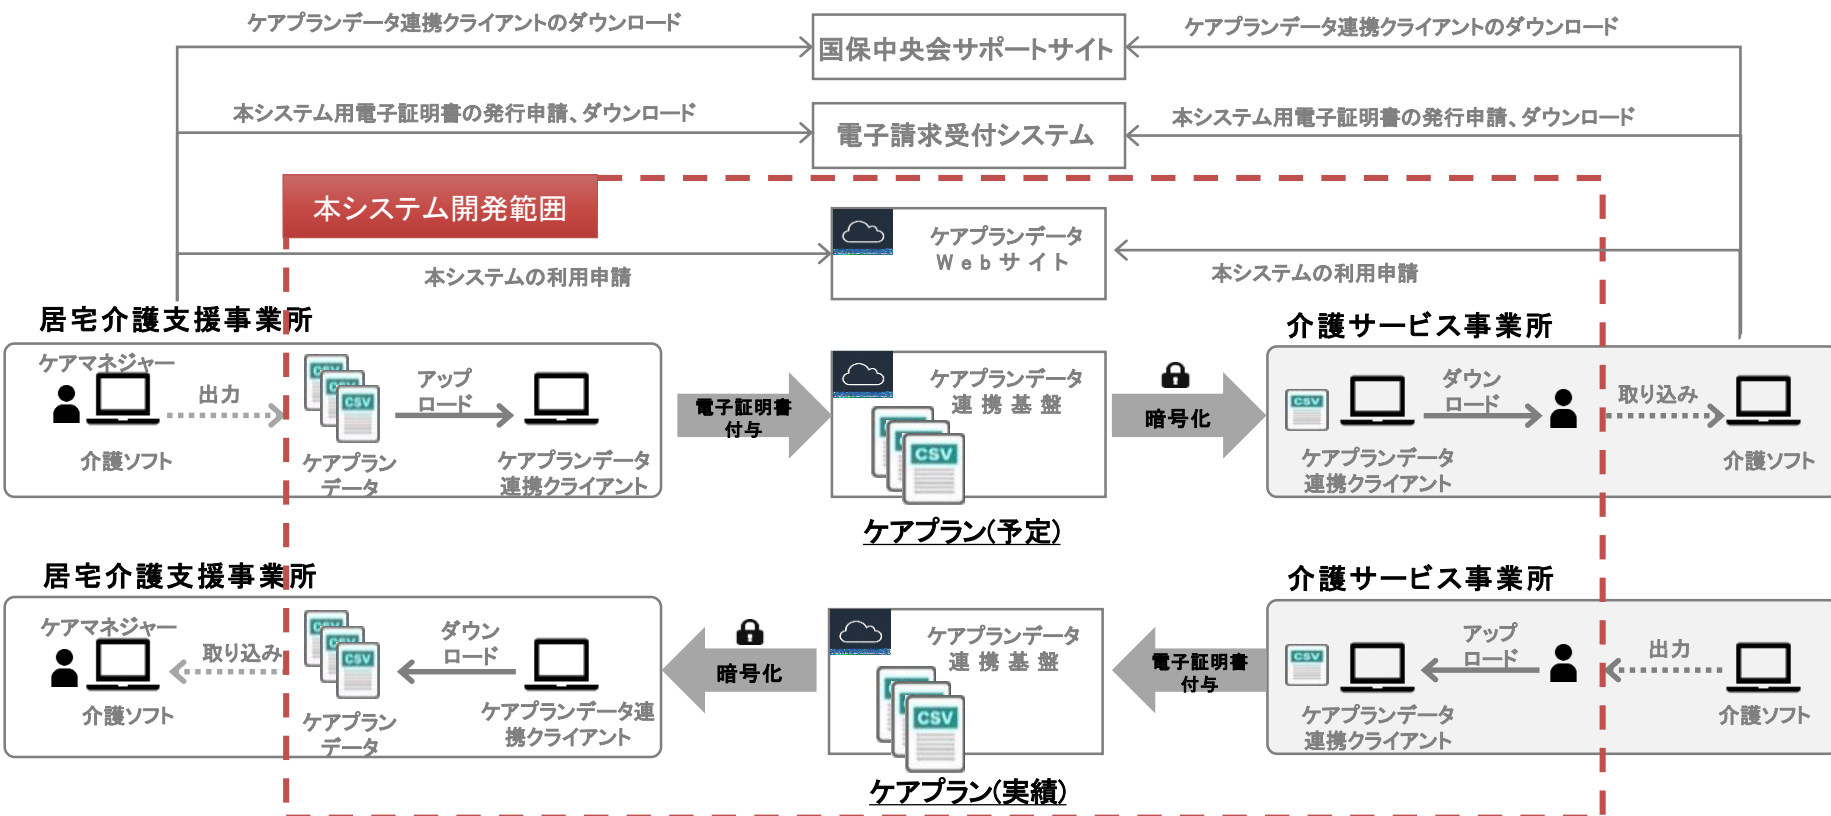 ケアプランデータ連携クライアントのダウンロード
国保中央会サポートサイト
ケアプランデータ連携クライアントのダウンロード
本システム用電子証明書の発行申請、ダウンロード
電子請求受付システム
本システム用電子証明書の発行申請、ダウンロード
本システム開発範囲
ケアプランデータ
Webサイト
本システムの利用申請
本システムの利用申請
居宅介護支援事業所
介護サービス事業所
ケアマネジャー
出力
介護ソフト
CSV
アップ
ロード
ケアプラン
データ
ケアプランデータ
連携クライアント
電子証明書
付与
ケアプランデータ
連携基盤
CSV
暗号化
CSV
ダウン
ロード
ケアプランデータ
連携クライアント
取り込み
介護ソフト
ケアプラン(予定)
居宅介護支援事業所
介護サービス事業所
ケアマネジャー
取り込み
介護ソフト
CSV
ダウン
ロード
ケアプラン
データ
ケアプランデータ連
携クライアント
暗号化
ケアプランデータ
連携基盤
CSV
電子証明書
付与
CSV
アップ
ロード
ケアプランデータ
連携クライアント
出力
介護ソフト
ケアプラン(実績)